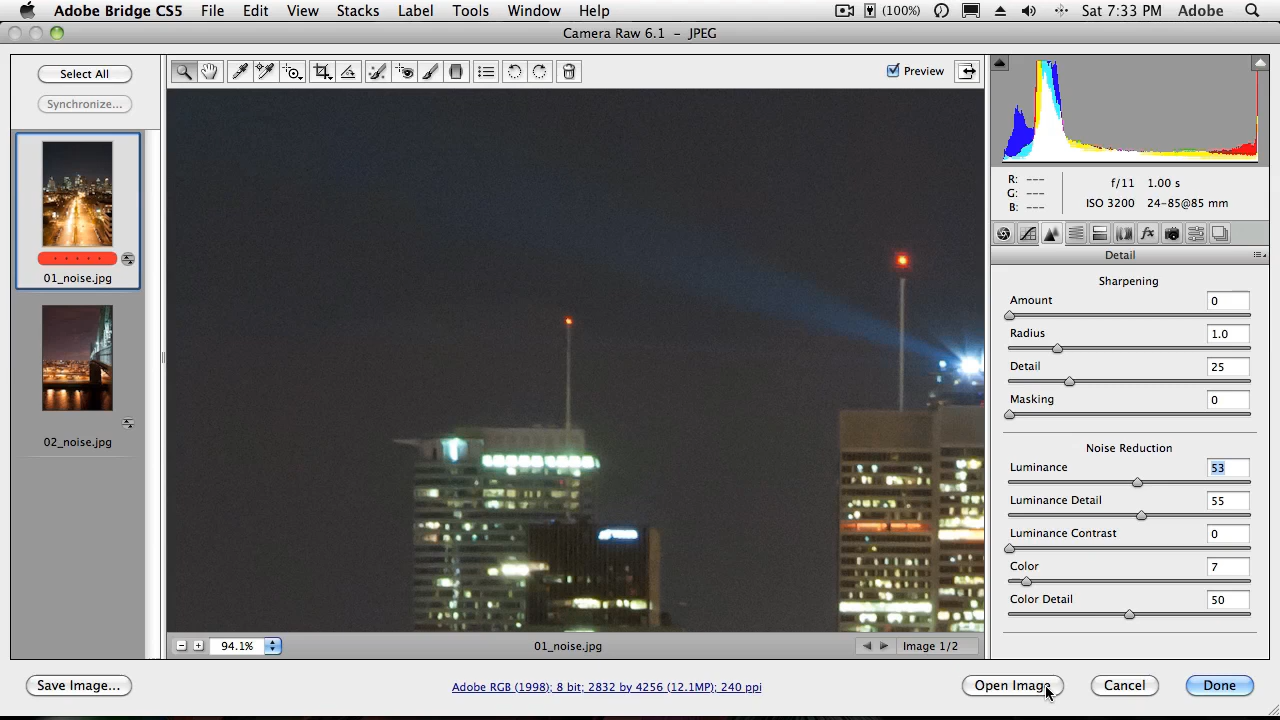 Adobe Bridge CS5 File Edit View Stacks Label Tools Window Help (100%) Sat 7:33 PM Adobe
Camera Raw 6.1 - JPEG
Select All
Synchronize...
01_noise.jpg
02_noise.jpg
Preview
R: ---
G: ---
B: ---
f/11 1.00 s
ISO 3200 24-85@85 mm
Detail
Sharpening
Amount 0
Radius 1.0
Detail 25
Masking 0
Noise Reduction
Luminance 53
Luminance Detail 55
Luminance Contrast 0
Color 7
Color Detail 50
94.1% 01_noise.jpg Image 1/2
Save Image... Adobe RGB (1998); 8 bit; 2832 by 4256 (12.1MP); 240 ppi Open Image Cancel Done